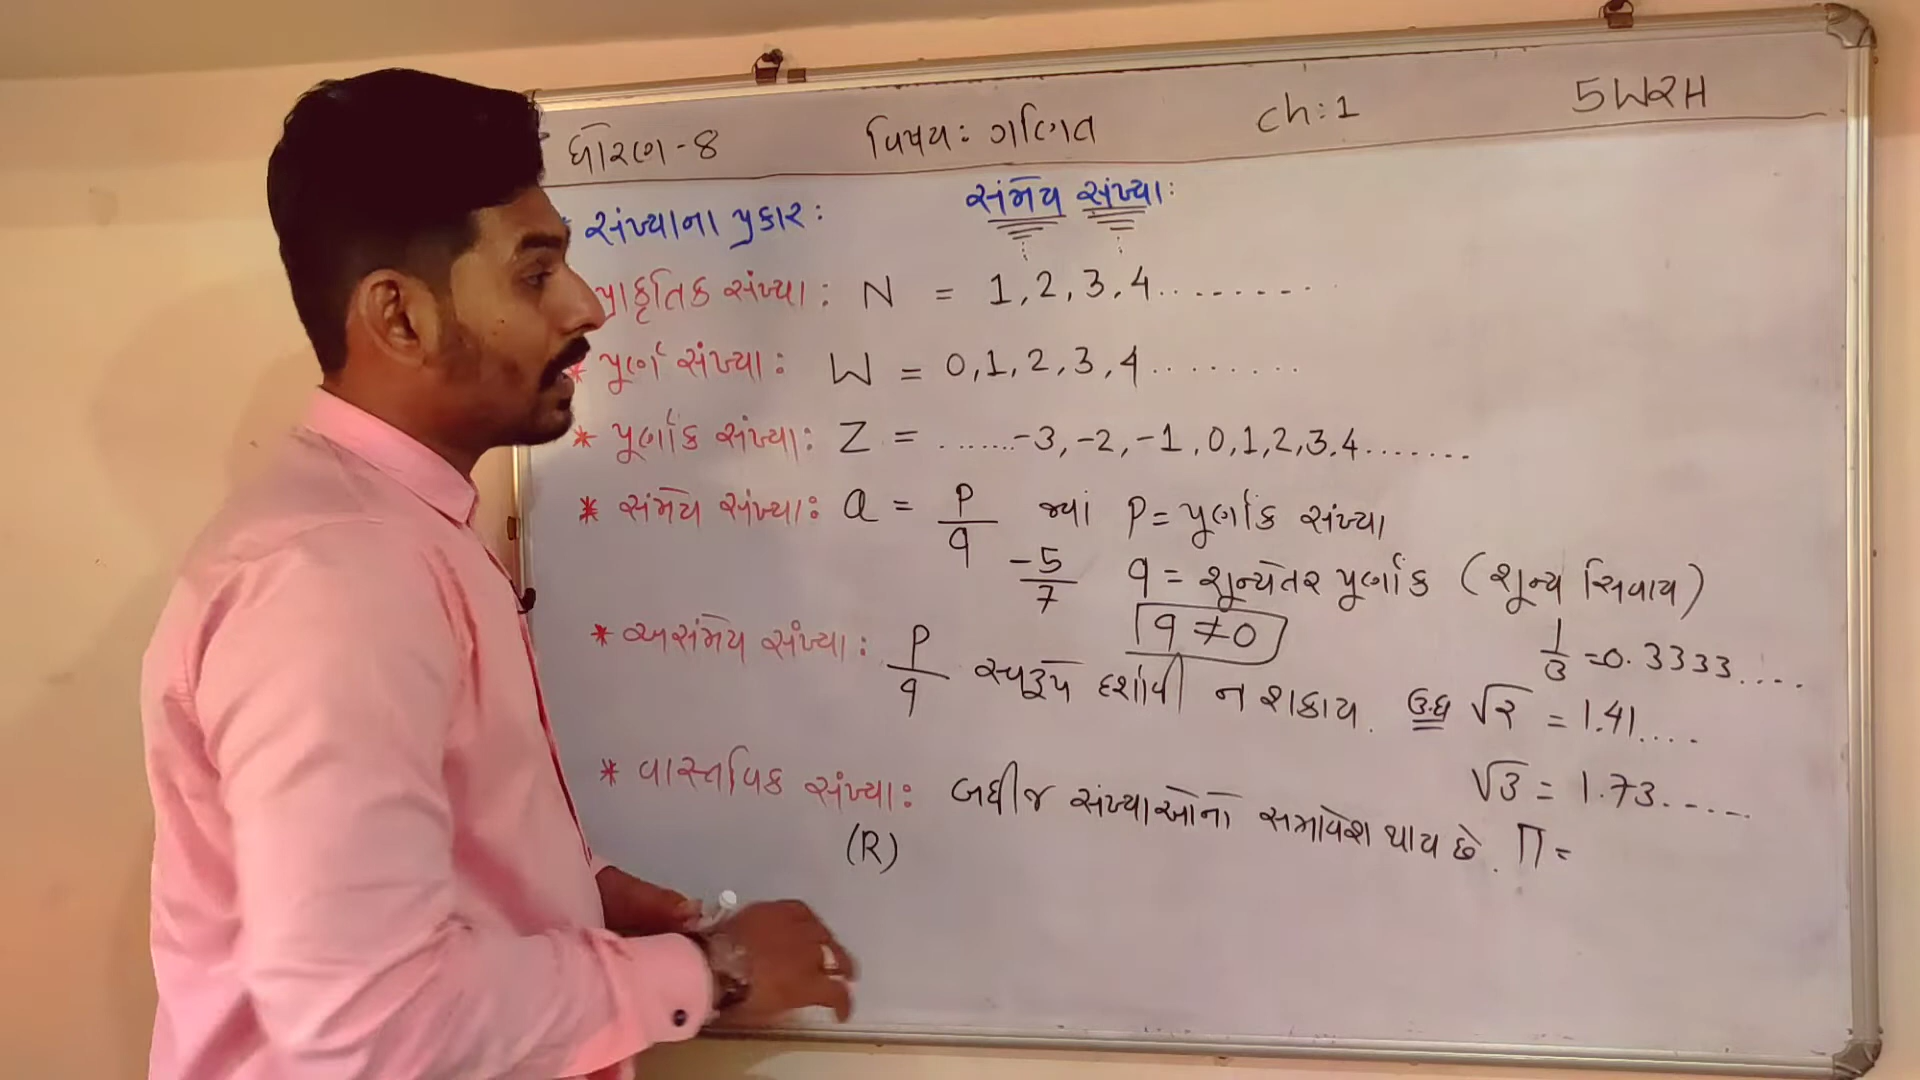 ધોરણ-8 વિષય: ગણિત ch:1 5W2H
સંમેય સંખ્યા:
સંખ્યાના પ્રકાર:
પ્રાકૃતિક સંખ્યા: N = 1,2,3,4.........
* પૂર્ણ સંખ્યા: W = 0,1,2,3,4........
* પૂર્ણાંક સંખ્યા: Z = ......-3,-2,-1,0,1,2,3,4.......
* સંમેય સંખ્યા: Q = p/q જ્યાં P= પૂર્ણાંક સંખ્યા
-5/7 q = શૂન્યેતર પૂર્ણાંક (શૂન્ય સિવાય)
q ≠ 0
1/3 =0.3333....
* અસંમેય સંખ્યા: p/q સ્વરૂપે દર્શાવી ન શકાય. ઉ.દા √2 = 1.41....
√3 = 1.73.....
* વાસ્તવિક સંખ્યા: બધીજ સંખ્યાઓનો સમાવેશ થાય છે. π =
(R)